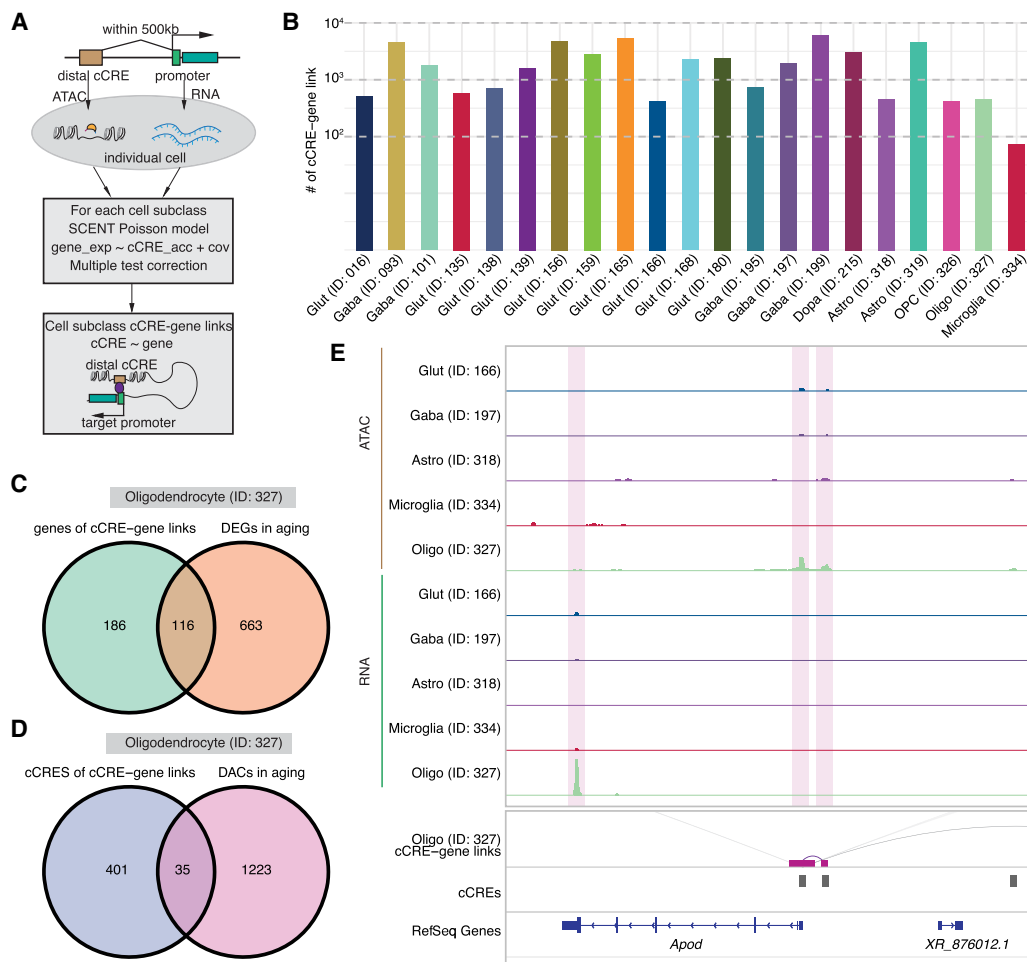 A
within 500kb
distal cCRE
promoter
ATAC
RNA
individual cell
For each cell subclass
SCENT Poisson model
gene_exp ~ cCRE_acc + cov
Multiple test correction
Cell subclass cCRE-gene links
cCRE ~ gene
distal cCRE
target promoter
B
# of cCRE−gene link
10⁴
10³
10²
Glut (ID: 016)
Gaba (ID: 093)
Gaba (ID: 101)
Glut (ID: 135)
Glut (ID: 138)
Glut (ID: 139)
Glut (ID: 156)
Glut (ID: 159)
Glut (ID: 165)
Glut (ID: 166)
Glut (ID: 168)
Glut (ID: 180)
Gaba (ID: 195)
Gaba (ID: 197)
Gaba (ID: 199)
Dopa (ID: 215)
Astro (ID: 318)
Astro (ID: 319)
OPC (ID: 326)
Oligo (ID: 327)
Microglia (ID: 334)
C
Oligodendrocyte (ID: 327)
genes of cCRE−gene links
DEGs in aging
186
116
663
D
Oligodendrocyte (ID: 327)
cCRES of cCRE−gene links
DACs in aging
401
35
1223
E
ATAC
Glut (ID: 166)
Gaba (ID: 197)
Astro (ID: 318)
Microglia (ID: 334)
Oligo (ID: 327)
RNA
Glut (ID: 166)
Gaba (ID: 197)
Astro (ID: 318)
Microglia (ID: 334)
Oligo (ID: 327)
Oligo (ID: 327)
cCRE-gene links
cCREs
RefSeq Genes
Apod
XR_876012.1